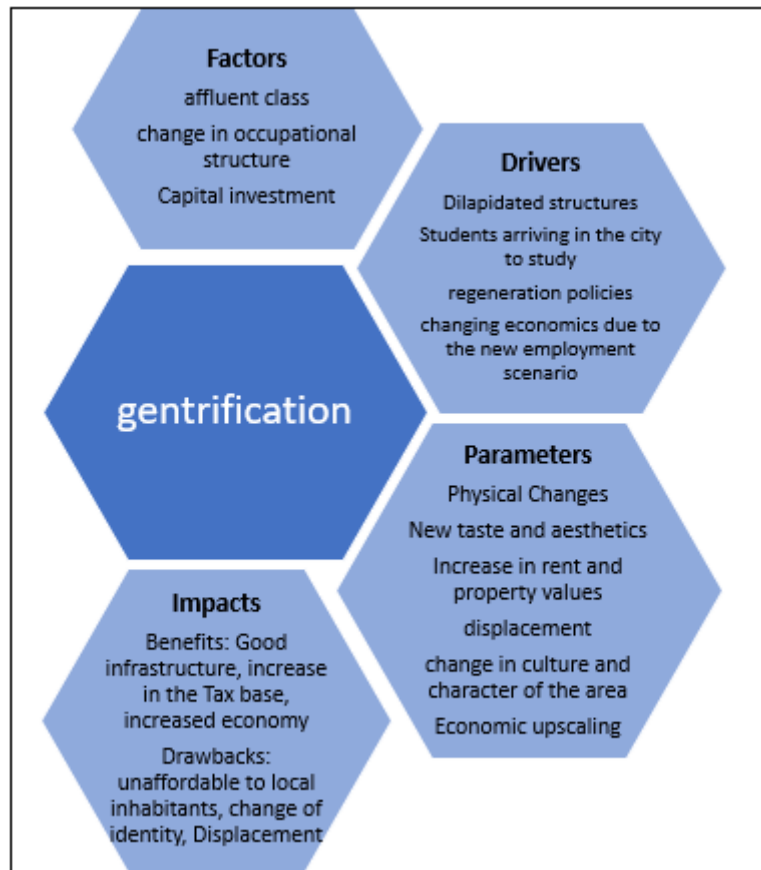 Factors
affluent class
change in occupational
structure
Capital investment
Drivers
Dilapidated structures
Students arriving in the city
to study
regeneration policies
changing economics due to
the new employment
scenario
gentrification
Parameters
Physical Changes
New taste and aesthetics
Increase in rent and
property values
displacement
change in culture and
character of the area
Economic upscaling
Impacts
Benefits: Good
infrastructure, increase
in the Tax base,
increased economy
Drawbacks:
unaffordable to local
inhabitants, change of
identity, Displacement